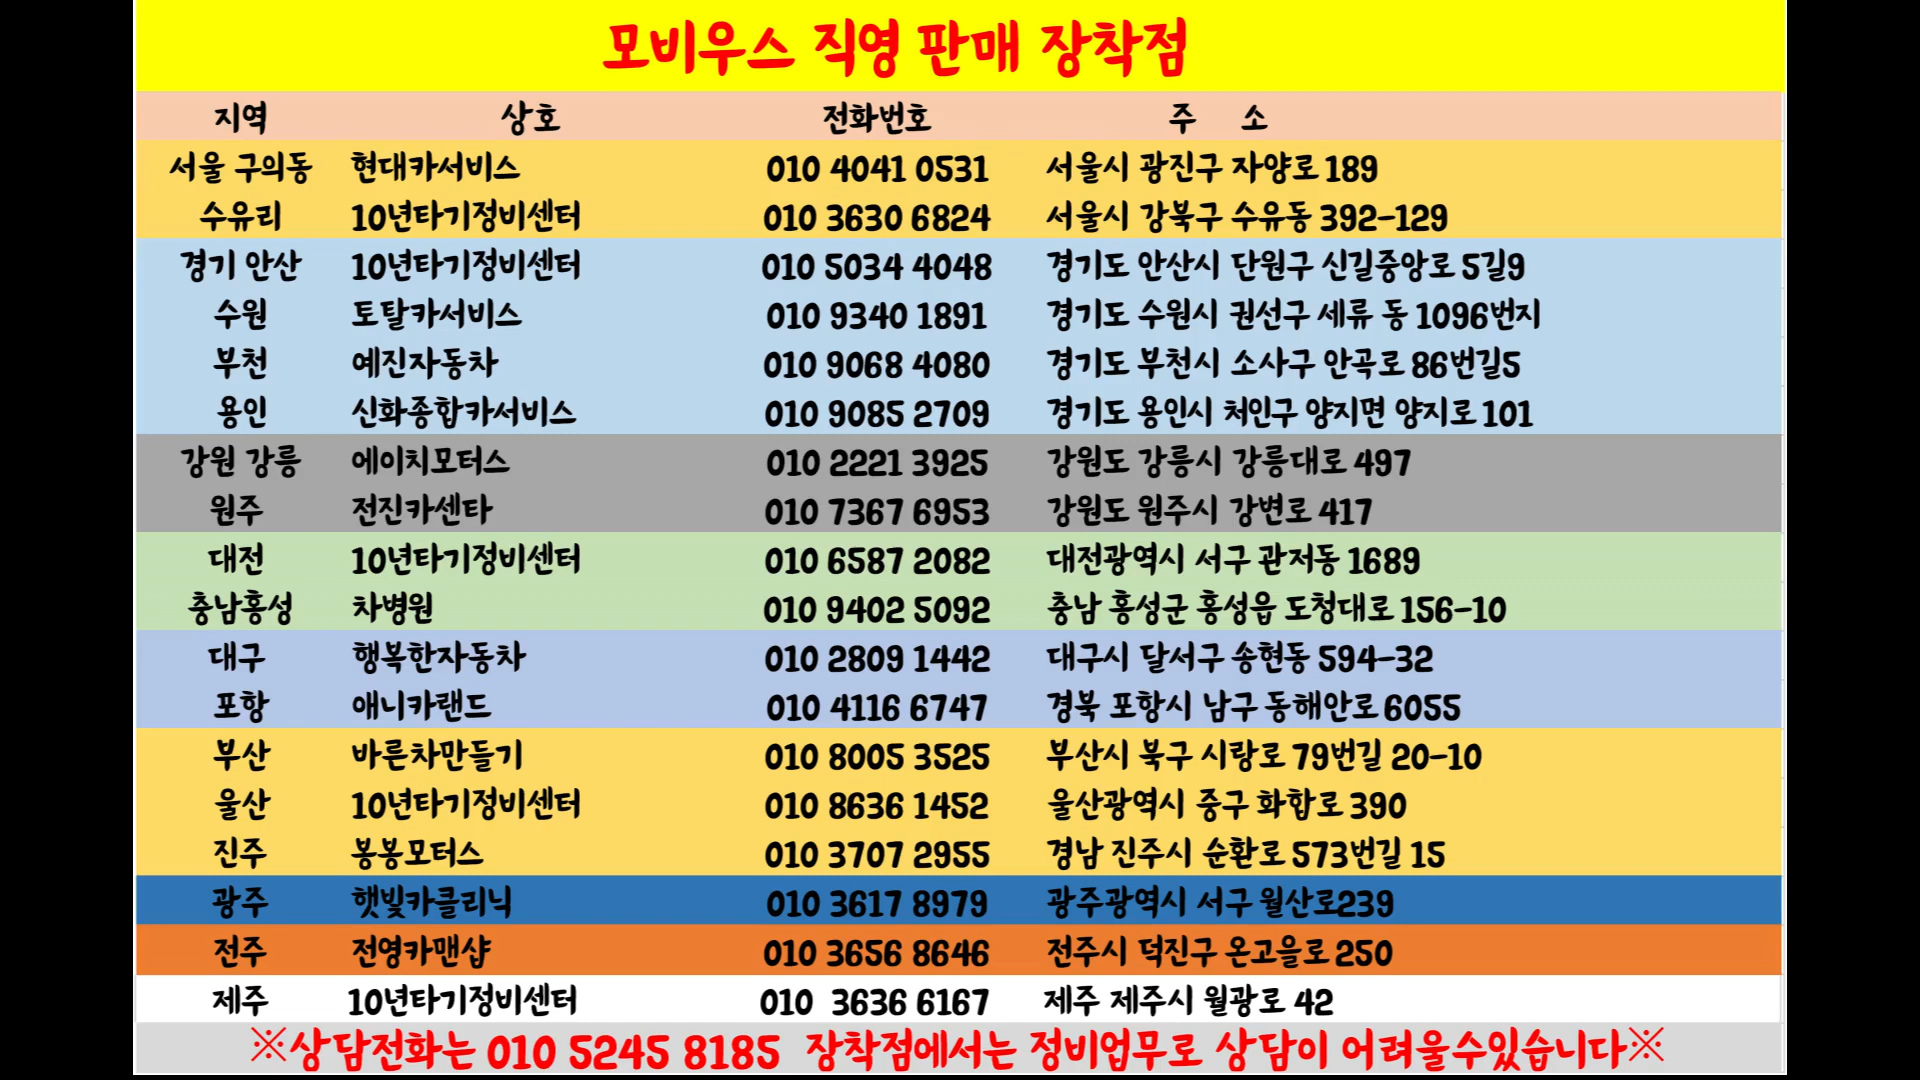 모비우스 직영 판매 장착점
지역 상호 전화번호 주 소
서울 구의동 현대카서비스 010 4041 0531 서울시 광진구 자양로 189
수유리 10년타기정비센터 010 3630 6824 서울시 강북구 수유동 392-129
경기 안산 10년타기정비센터 010 5034 4048 경기도 안산시 단원구 신길중앙로 5길9
수원 토탈카서비스 010 9340 1891 경기도 수원시 권선구 세류 동 1096번지
부천 예진자동차 010 9068 4080 경기도 부천시 소사구 안곡로 86번길5
용인 신화종합카서비스 010 9085 2709 경기도 용인시 처인구 양지면 양지로 101
강원 강릉 에이치모터스 010 2221 3925 강원도 강릉시 강릉대로 497
원주 전진카센타 010 7367 6953 강원도 원주시 강변로 417
대전 10년타기정비센터 010 6587 2082 대전광역시 서구 관저동 1689
충남홍성 차병원 010 9402 5092 충남 홍성군 홍성읍 도청대로 156-10
대구 행복한자동차 010 2809 1442 대구시 달서구 송현동 594-32
포항 애니카랜드 010 4116 6747 경북 포항시 남구 동해안로 6055
부산 바른차만들기 010 8005 3525 부산시 북구 시랑로 79번길 20-10
울산 10년타기정비센터 010 8636 1452 울산광역시 중구 화합로 390
진주 봉봉모터스 010 3707 2955 경남 진주시 순환로 573번길 15
광주 햇빛카클리닉 010 3617 8979 광주광역시 서구 월산로239
전주 전영카맨샵 010 3656 8646 전주시 덕진구 온고을로 250
제주 10년타기정비센터 010 3636 6167 제주 제주시 월광로 42
※상담전화는 010 5245 8185 장착점에서는 정비업무로 상담이 어려울수있습니다※